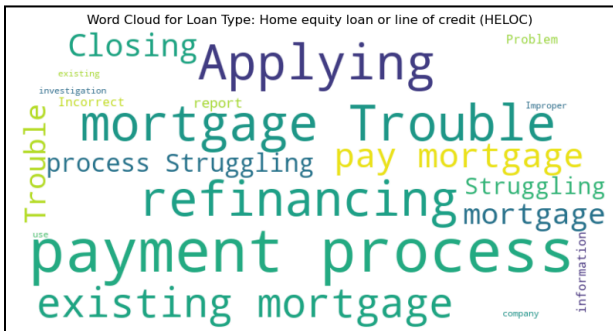 Word Cloud for Loan Type: Home equity loan or line of credit (HELOC)
Closing
Applying
Problem
existing
investigation
Incorrect
report
Improper
Trouble
mortgage Trouble
process Struggling
pay mortgage
refinancing
Struggling
mortgage
use
payment process
information
existing mortgage
company